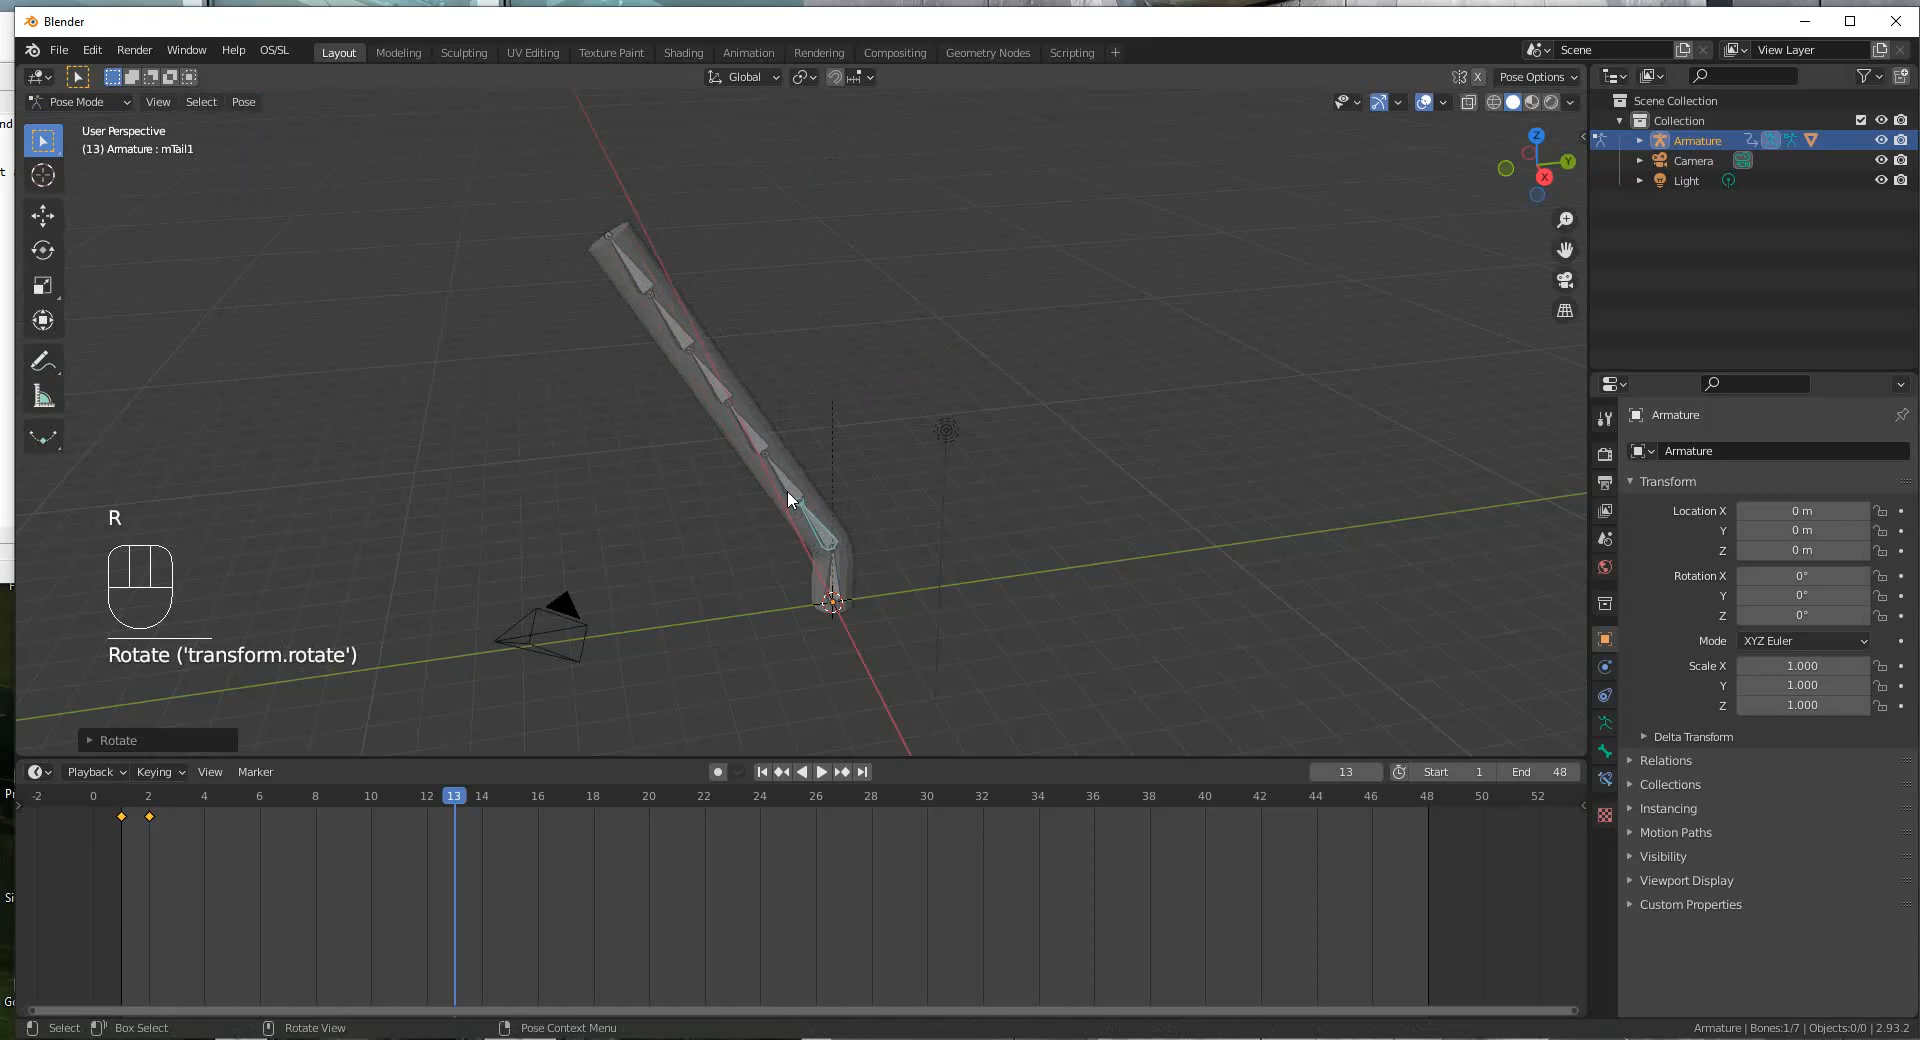 Blender
File Edit Render Window Help OS/SL Layout Modeling Sculpting UV Editing Texture Paint Shading Animation Rendering Compositing Geometry Nodes Scripting + Scene View Layer
Global X Pose Options
Pose Mode View Select Pose
User Perspective
(13) Armature : mTail1
Z
Y
X
R
Rotate ('transform.rotate')
Rotate
Scene Collection
Collection
Armature
Camera
Light
Armature
Armature
Transform
Location X 0 m
Y 0 m
Z 0 m
Rotation X 0°
Y 0°
Z 0°
Mode XYZ Euler
Scale X 1.000
Y 1.000
Z 1.000
Delta Transform
Relations
Collections
Instancing
Motion Paths
Visibility
Viewport Display
Custom Properties
Playback Keying View Marker 13 Start 1 End 48
-2 0 2 4 6 8 10 12 13 14 16 18 20 22 24 26 28 30 32 34 36 38 40 42 44 46 48 50 52
Select Box Select Rotate View Pose Context Menu Armature | Bones:1/7 | Objects:0/0 | 2.93.2